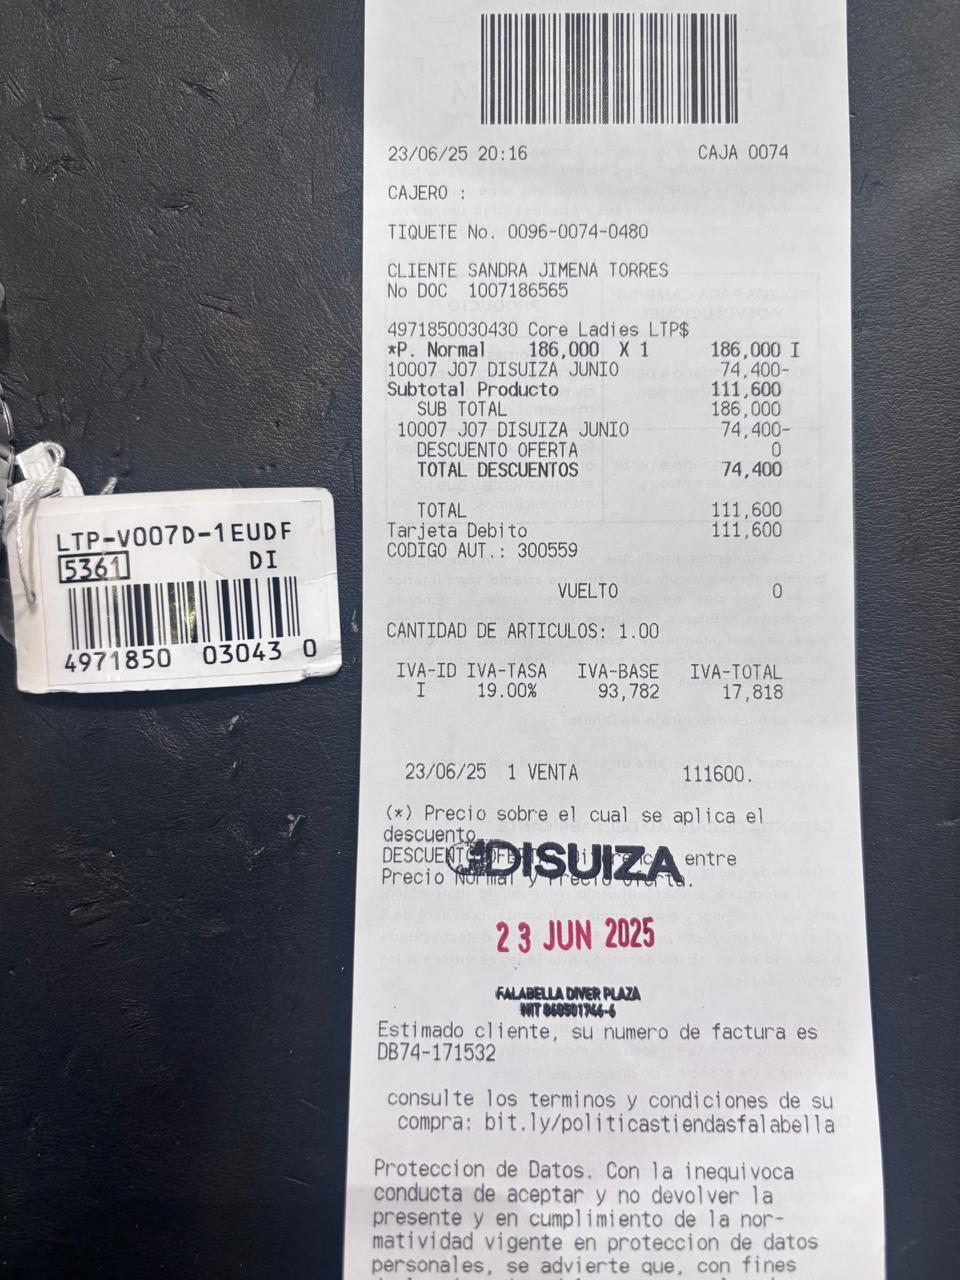 23/06/25 20:16 CAJA 0074
CAJERO :
TIQUETE No. 0096-0074-0480
CLIENTE SANDRA JIMENA TORRES
No DOC 1007186565
4971850030430 Core Ladies LTP$
*P. Normal 186,000 X 1 186,000 I
10007 J07 DISUIZA JUNIO 74,400-
Subtotal Producto 111,600
SUB TOTAL 186,000
10007 J07 DISUIZA JUNIO 74,400-
DESCUENTO OFERTA 0
TOTAL DESCUENTOS 74,400
TOTAL 111,600
Tarjeta Debito 111,600
CODIGO AUT.: 300559
VUELTO 0
CANTIDAD DE ARTICULOS: 1.00
IVA-ID IVA-TASA IVA-BASE IVA-TOTAL
I 19.00% 93,782 17,818
23/06/25 1 VENTA 111600.
(*) Precio sobre el cual se aplica el
descuento
DESCUENTO OFERTA Diferencia entre
Precio Normal y Precio Oferta.
DISUIZA
23 JUN 2025
FALABELLA DIVER PLAZA
NIT 860501744-6
Estimado cliente, su numero de factura es
DB74-171532
consulte los terminos y condiciones de su
compra: bit.ly/politicastiendasfalabella
Proteccion de Datos. Con la inequivoca
conducta de aceptar y no devolver la
presente y en cumplimiento de la nor-
matividad vigente en proteccion de datos
personales, se advierte que, con fines
LTP-V007D-1EUDF
5361 DI
4971850 03043 0